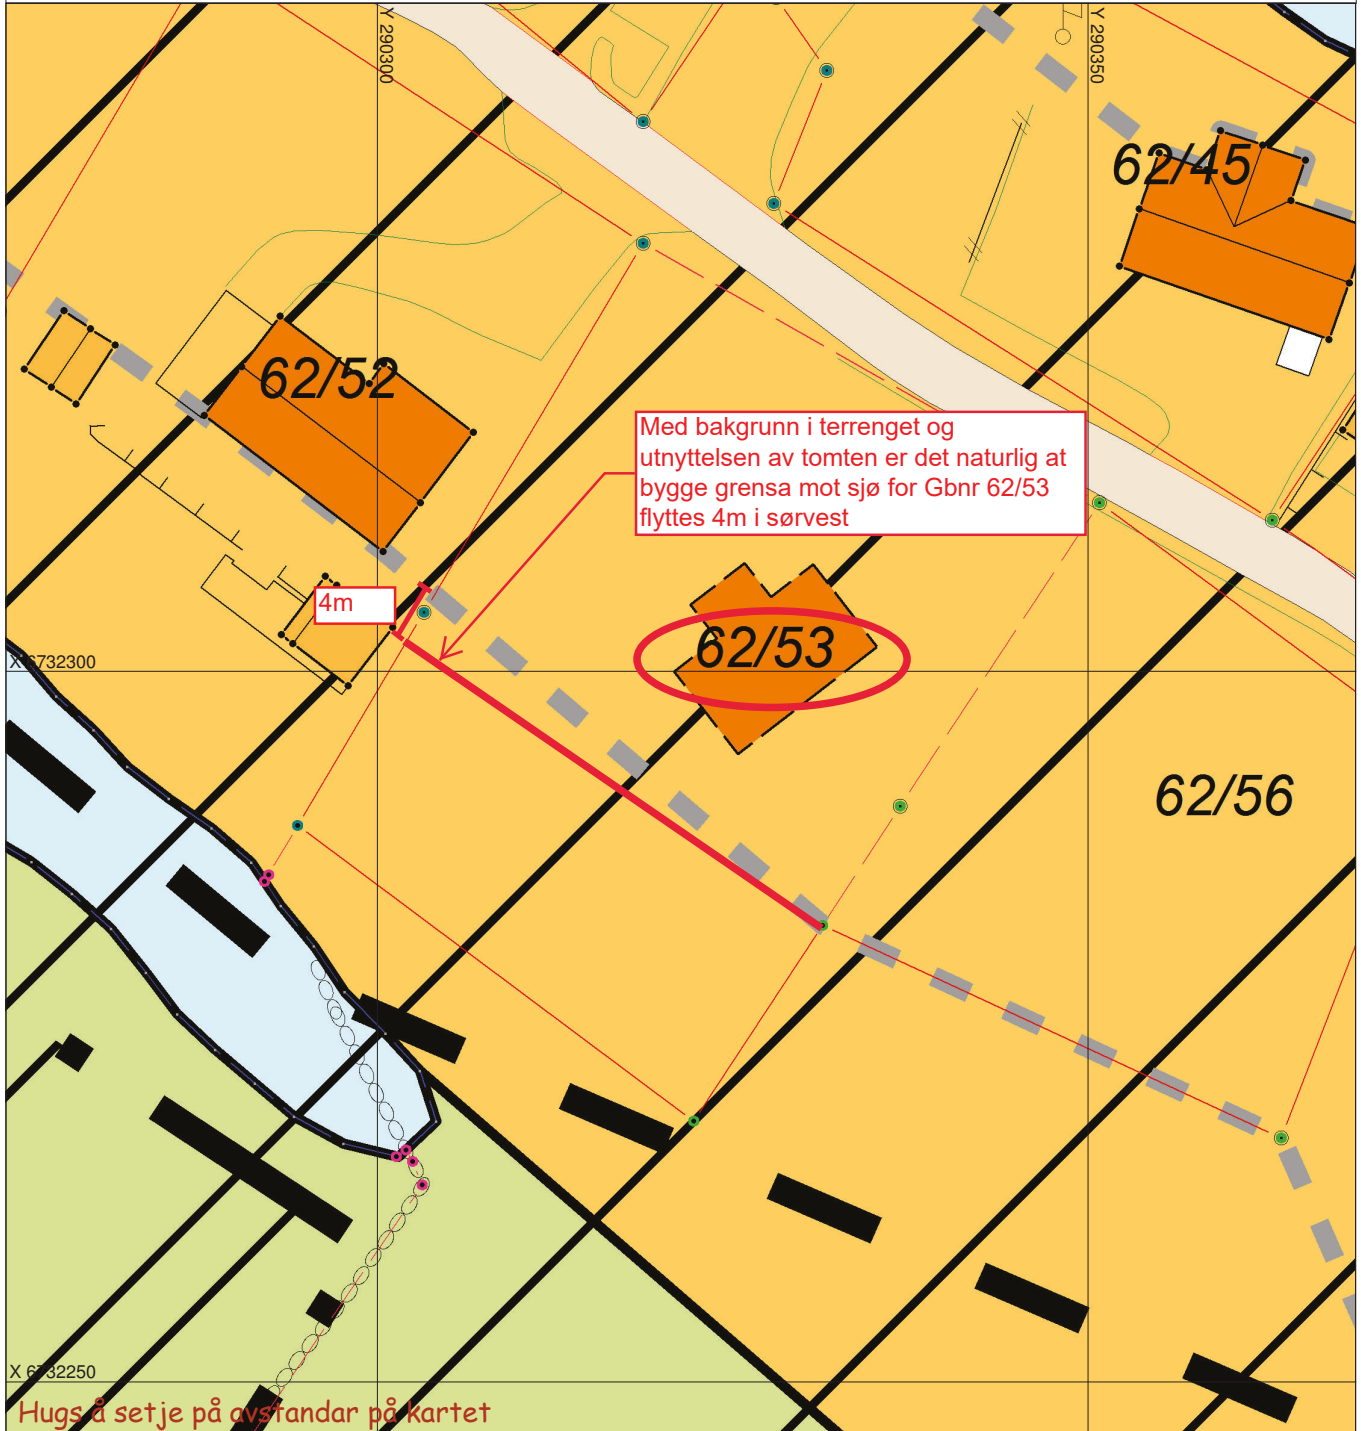 Y 290300
Y 290350
62/45
62/52
Med bakgrunn i terrenget og
utnyttelsen av tomten er det naturlig at
bygge grensa mot sjø for Gbnr 62/53
flyttes 4m i sørvest
4m
62/53
X 6732300
62/56
X 6732250
Hugs å setje på avstandar på kartet